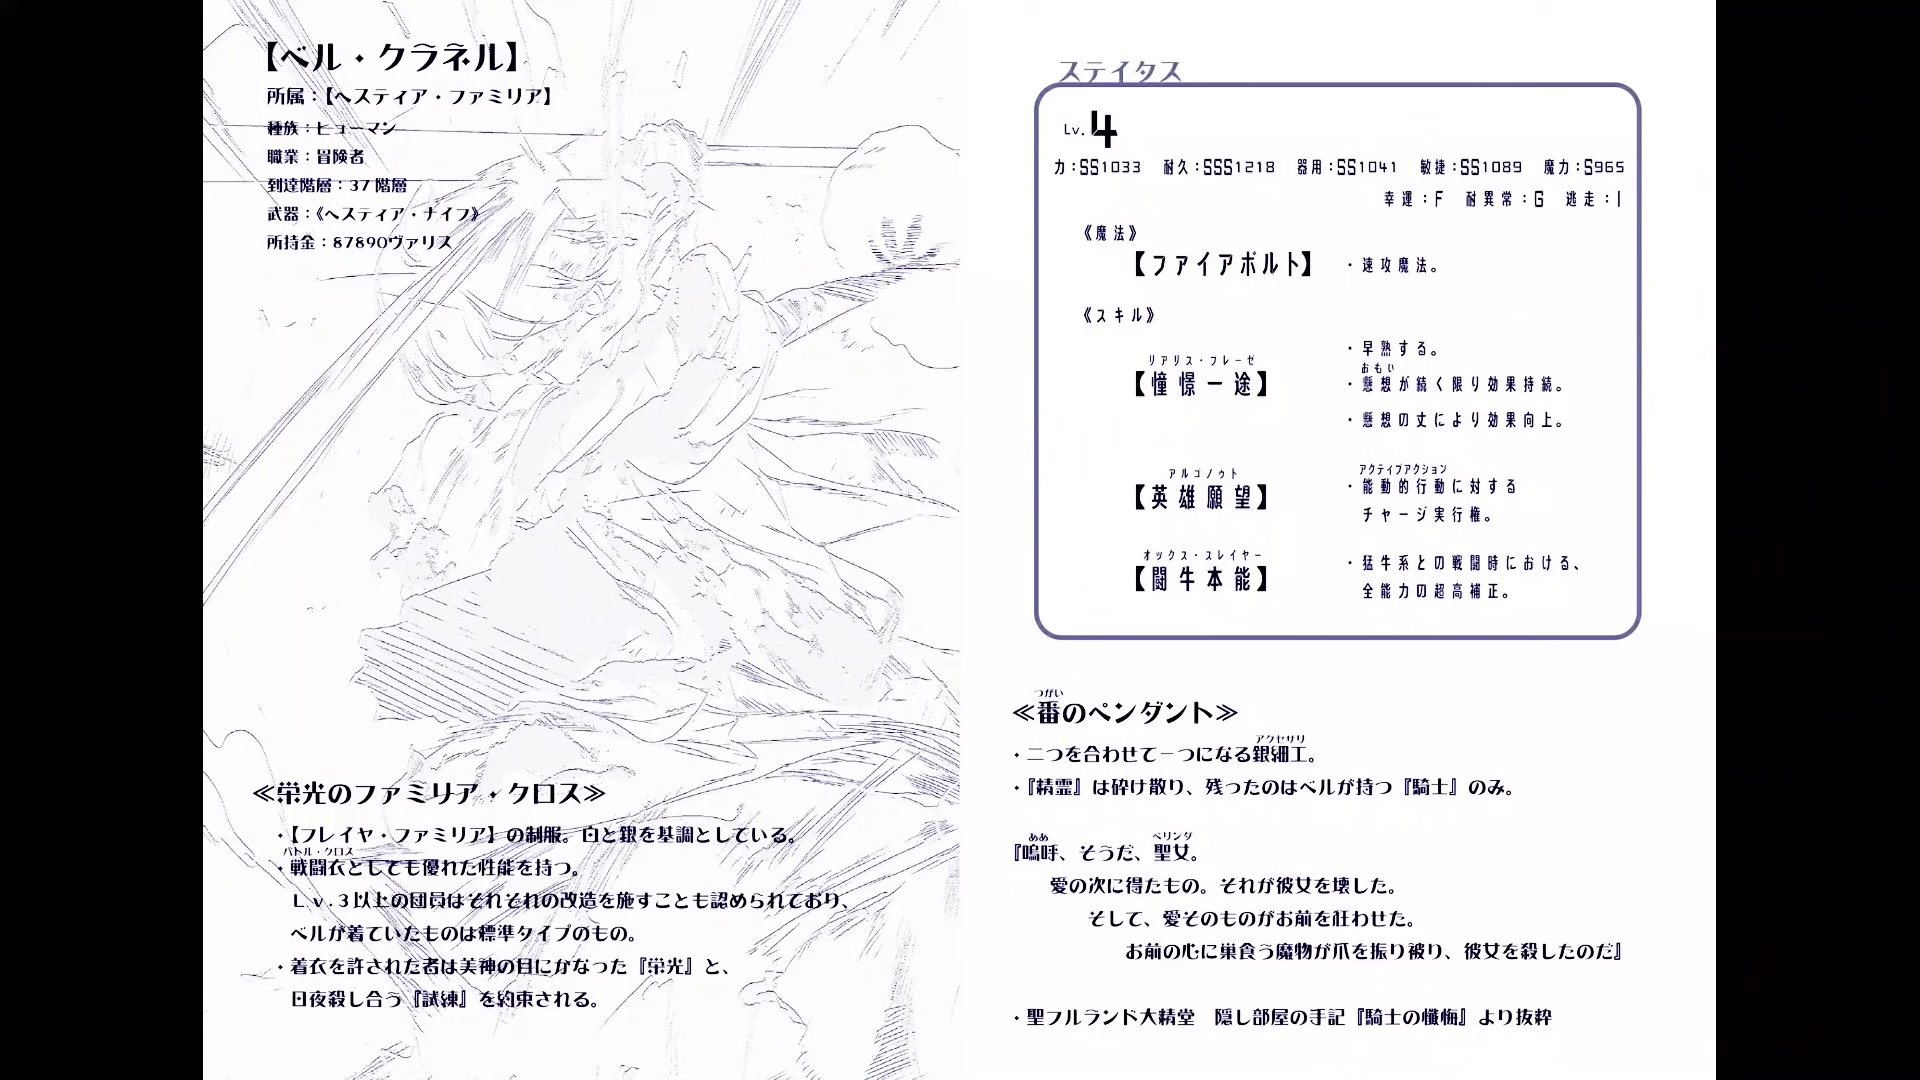 【ベル・クラネル】
所属:【ヘスティア・ファミリア】
種族:ヒューマン
職業:冒険者
到達階層:37階層
武器:《ヘスティア・ナイフ》
所持金:87890ヴァリス
≪栄光のファミリア・クロス≫
・【フレイヤ・ファミリア】の制服。白と銀を基調としている。
バトル・クロス
・戦闘衣としても優れた性能を持つ。
Lv.3以上の団員はそれぞれの改造を施すことも認められており、
ベルが着ていたものは標準タイプのもの。
・着衣を許された者は美神の目にかなった『栄光』と、
日夜殺し合う『試練』を約束される。
ステイタス
Lv.4
力:SS1033 耐久:SSS1218 器用:SS1041 敏捷:SS1089 魔力:S965
幸運:F 耐異常:G 逃走:I
《魔法》
【ファイアボルト】 ・速攻魔法。
《スキル》
リアリス・フレーゼ
【憧憬一途】
・早熟する。
おもい
・懸想が続く限り効果持続。
・懸想の丈により効果向上。
アルゴノゥト
【英雄願望】
アクティブアクション
・能動的行動に対する
チャージ実行権。
オックス・スレイヤー
【闘牛本能】
・猛牛系との戦闘時における、
全能力の超高補正。
つがい
≪番のペンダント≫
アクセサリ
・二つを合わせて一つになる銀細工。
・『精霊』は砕け散り、残ったのはベルが持つ『騎士』のみ。
ああ ベリンダ
『嗚呼、そうだ、聖女。
愛の次に得たもの。それが彼女を壊した。
そして、愛そのものがお前を狂わせた。
お前の心に巣食う魔物が爪を振り被り、彼女を殺したのだ』
・聖フルランド大精堂 隠し部屋の手記『騎士の懺悔』より抜粋